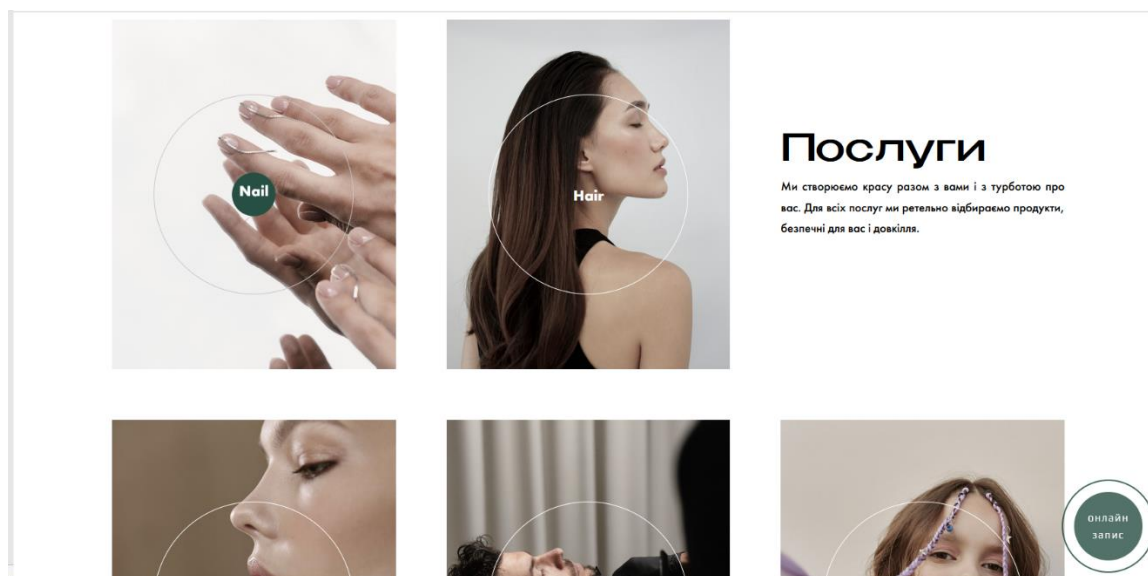 Nail
Hair
Послуги
Ми створюємо красу разом з вами і з турботою про
вас. Для всіх послуг ми ретельно відбираємо продукти,
безпечні для вас і довкілля.
онлайн
запис